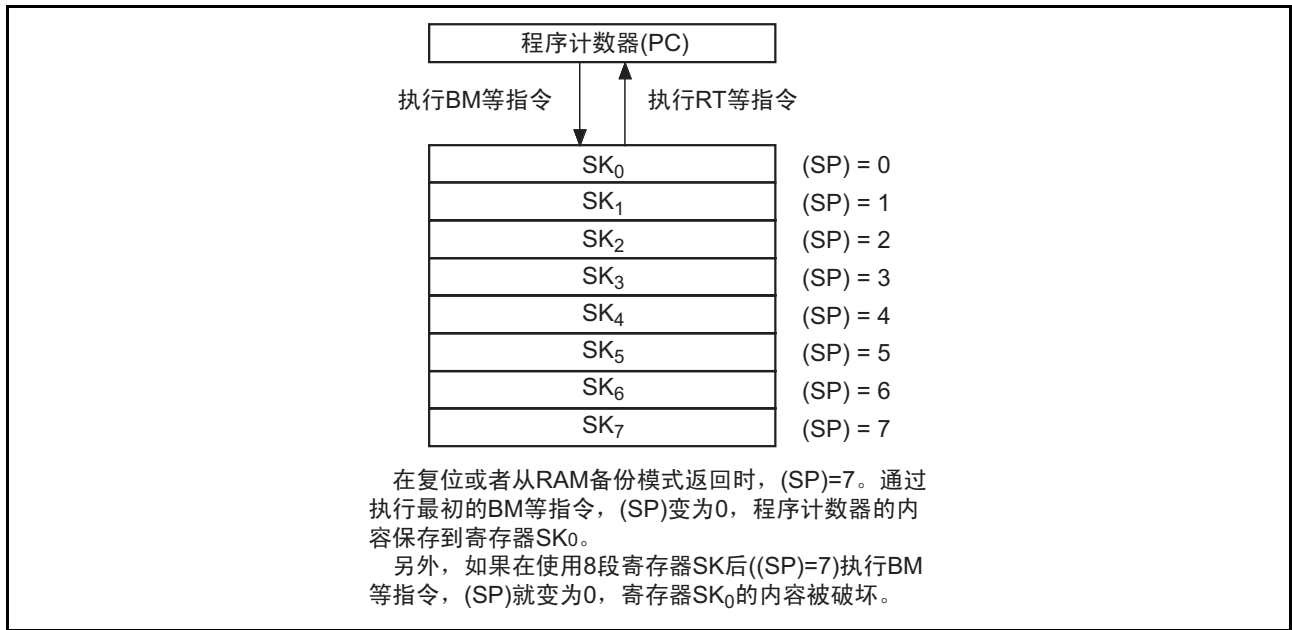 程序计数器(PC)
执行BM等指令 执行RT等指令
SK0 (SP) = 0
SK1 (SP) = 1
SK2 (SP) = 2
SK3 (SP) = 3
SK4 (SP) = 4
SK5 (SP) = 5
SK6 (SP) = 6
SK7 (SP) = 7
在复位或者从RAM备份模式返回时，(SP)=7。通过
执行最初的BM等指令，(SP)变为0，程序计数器的内
容保存到寄存器SK0。
另外，如果在使用8段寄存器SK后((SP)=7)执行BM
等指令，(SP)就变为0，寄存器SK0的内容被破坏。